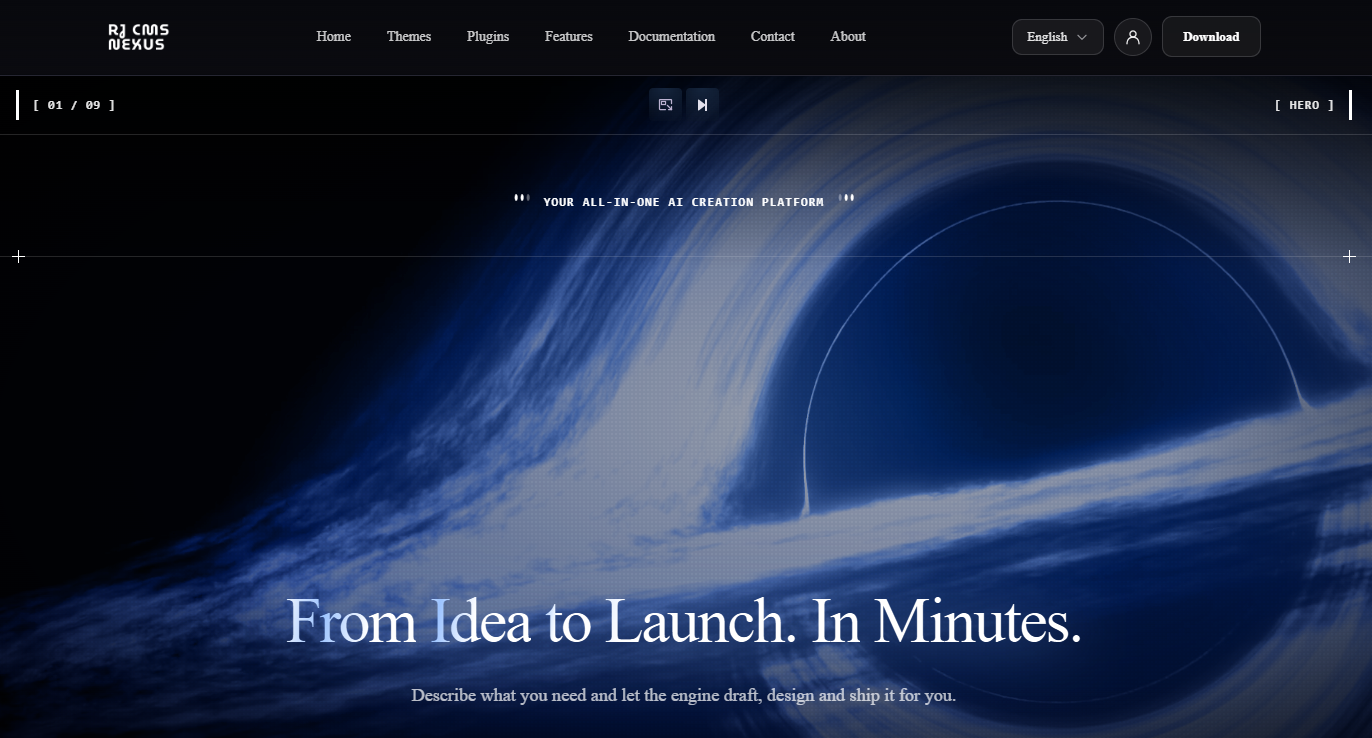 RJ CMS
NEXUS
Home Themes Plugins Features Documentation Contact About
English
Download
[ 01 / 09 ]
[ HERO ]
YOUR ALL-IN-ONE AI CREATION PLATFORM
From Idea to Launch. In Minutes.
Describe what you need and let the engine draft, design and ship it for you.